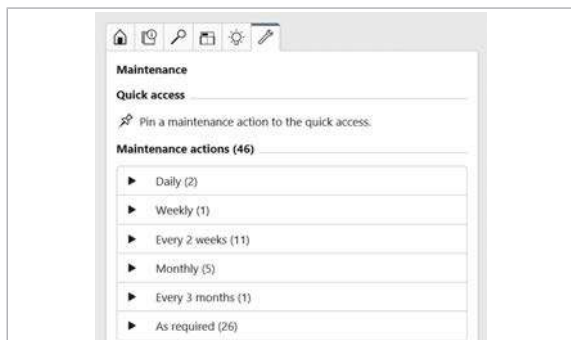 Maintenance
Quick access
Pin a maintenance action to the quick access.
Maintenance actions (46)
Daily (2)
Weekly (1)
Every 2 weeks (11)
Monthly (5)
Every 3 months (1)
As required (26)